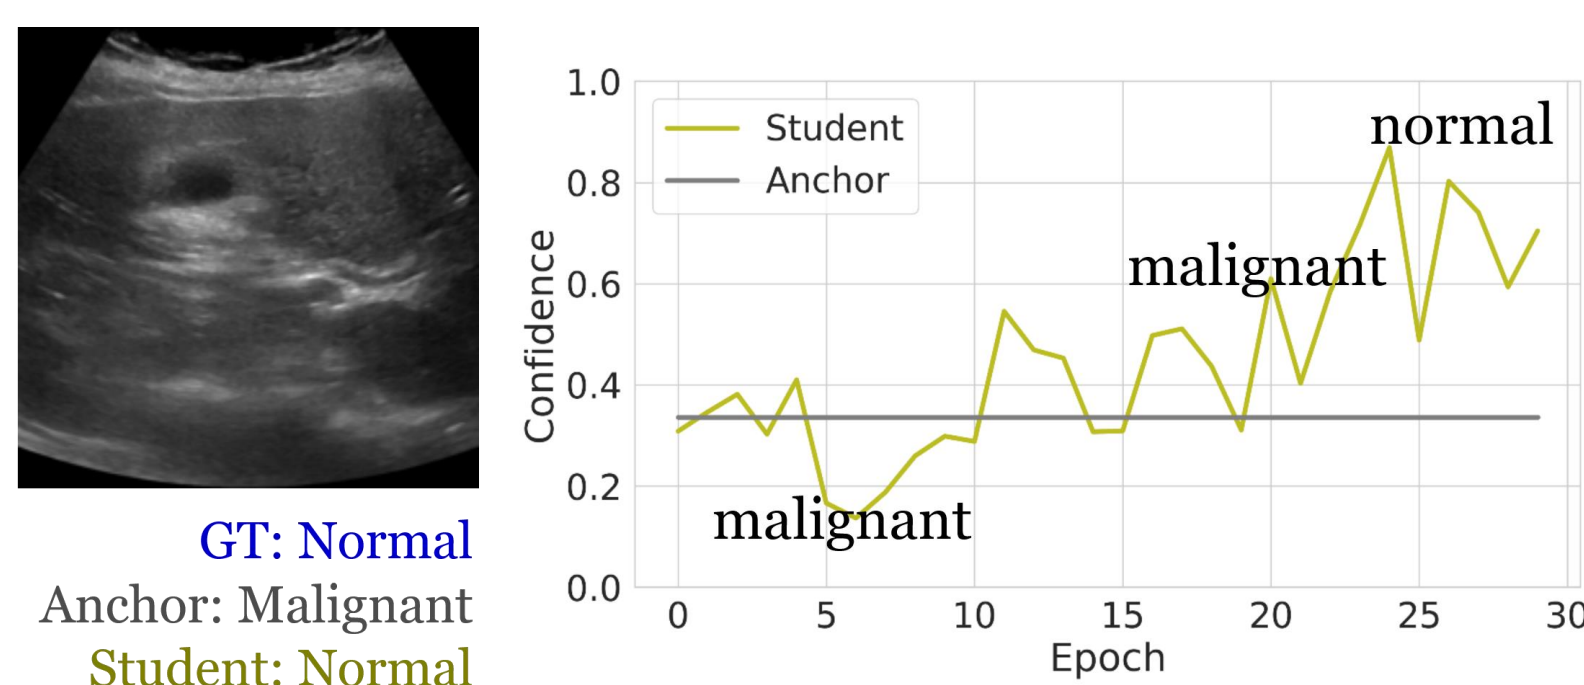 GT: Normal
Anchor: Malignant
Student: Normal
1.0
0.8
0.6
0.4
0.2
0.0
Confidence
Student
Anchor
normal
malignant
malignant
0 5 10 15 20 25 30
Epoch